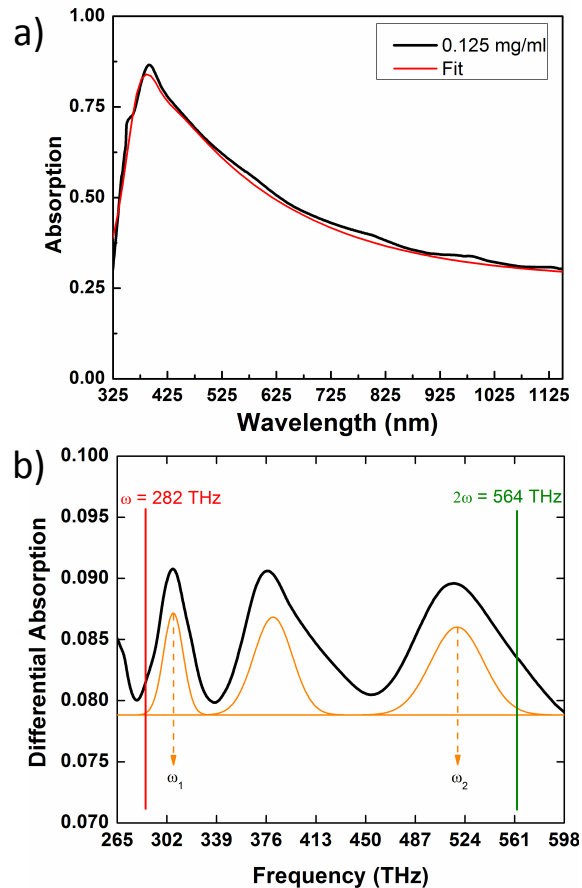 a)
1.00
0.75
0.50
0.25
0.00
Absorption
0.125 mg/ml
Fit
325 425 525 625 725 825 925 1025 1125
Wavelength (nm)
b)
0.100
0.095
0.090
0.085
0.080
0.075
0.070
Differential Absorption
ω = 282 THz
2ω = 564 THz
ω₁
ω₂
265 302 339 376 413 450 487 524 561 598
Frequency (THz)